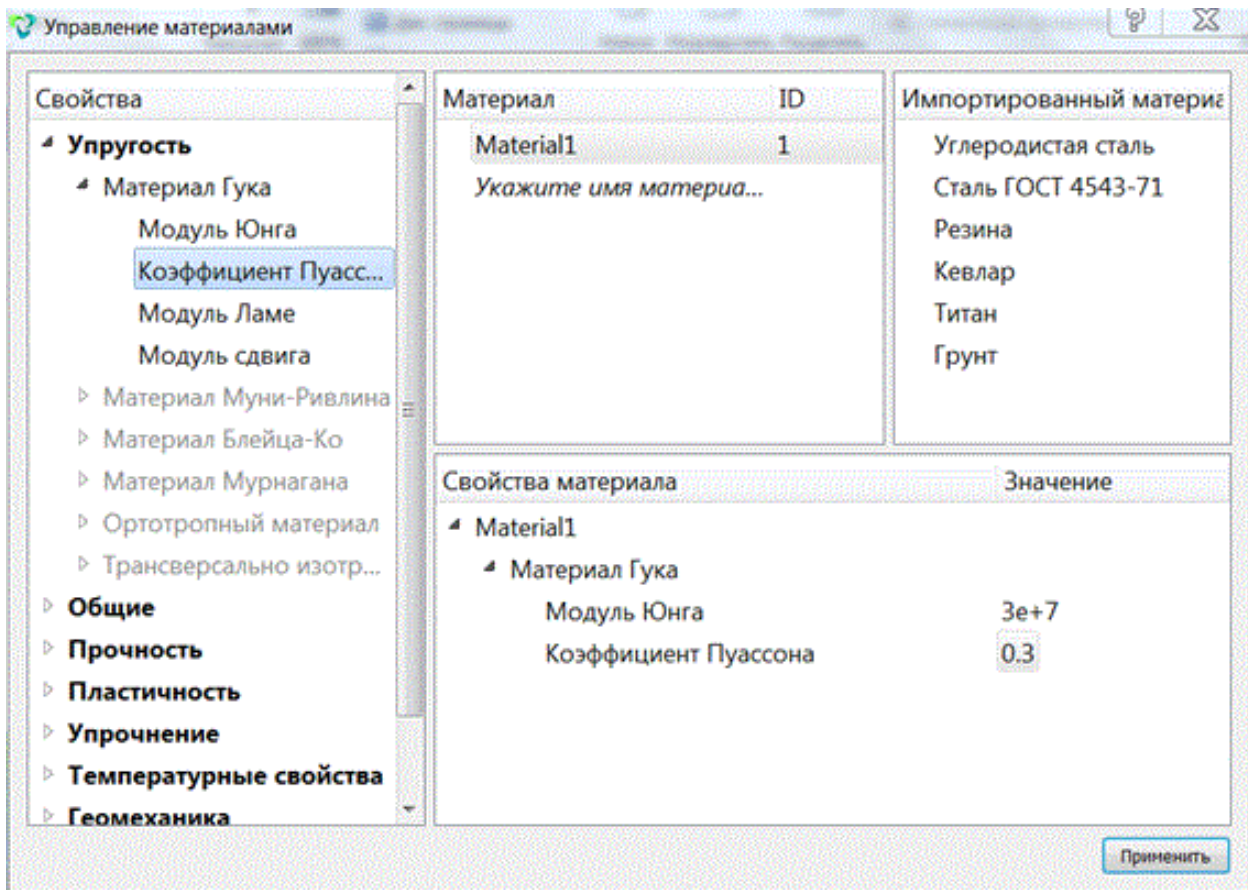 Управление материалами
Свойства
Упругость
Материал Гука
Модуль Юнга
Коэффициент Пуасс...
Модуль Ламе
Модуль сдвига
Материал Муни-Ривлина
Материал Блейца-Ко
Материал Мурнагана
Ортотропный материал
Трансверсально изотр...
Общие
Прочность
Пластичность
Упрочнение
Температурные свойства
Геомеханика
Материал ID
Material1 1
Укажите имя материа...
Импортированный материа
Углеродистая сталь
Сталь ГОСТ 4543-71
Резина
Кевлар
Титан
Грунт
Свойства материала Значение
Material1
Материал Гука
Модуль Юнга 3e+7
Коэффициент Пуассона 0.3
Применить